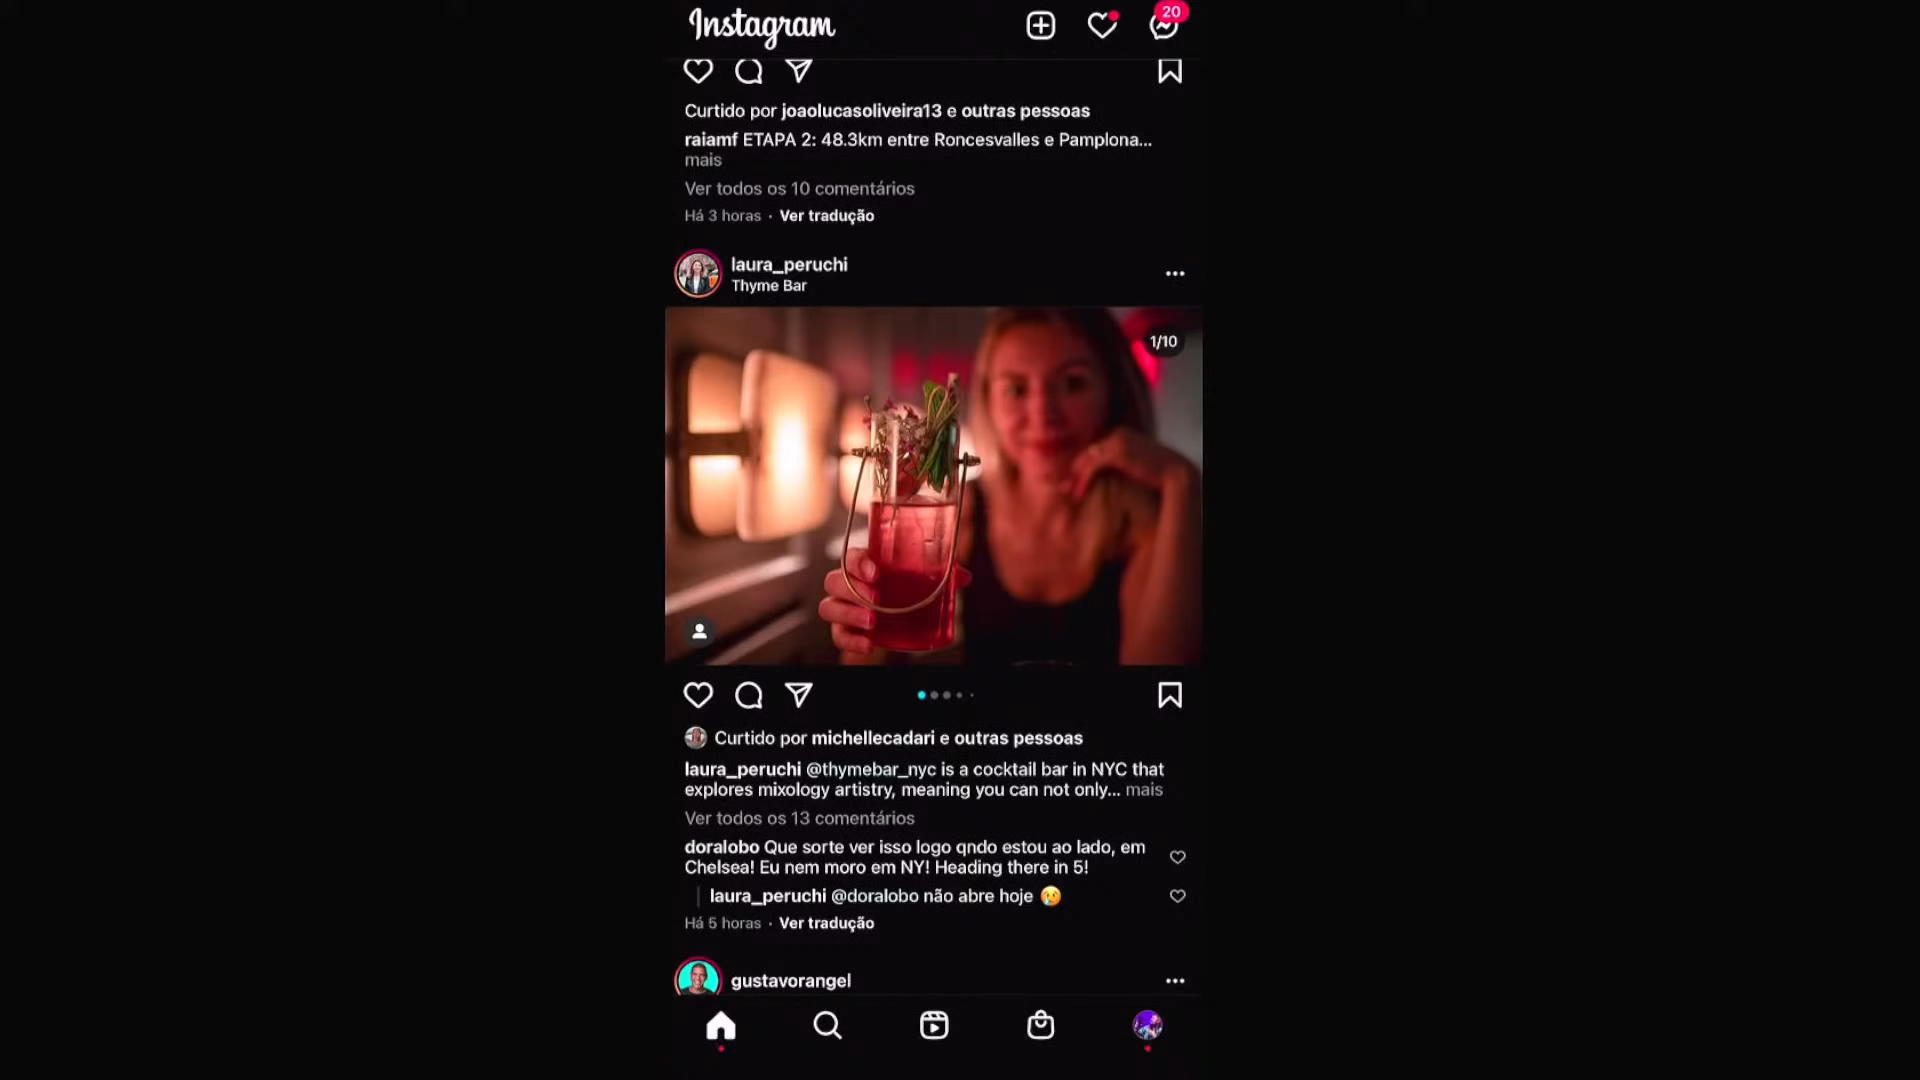 Instagram
20
Curtido por joaolucasoliveira13 e outras pessoas
raiamf ETAPA 2: 48.3km entre Roncesvalles e Pamplona...
mais
Ver todos os 10 comentários
Há 3 horas · Ver tradução
laura_peruchi
Thyme Bar
1/10
Curtido por michellecadari e outras pessoas
laura_peruchi @thymebar_nyc is a cocktail bar in NYC that
explores mixology artistry, meaning you can not only... mais
Ver todos os 13 comentários
doralobo Que sorte ver isso logo qndo estou ao lado, em
Chelsea! Eu nem moro em NY! Heading there in 5!
laura_peruchi @doralobo não abre hoje 😢
Há 5 horas · Ver tradução
gustavorangel